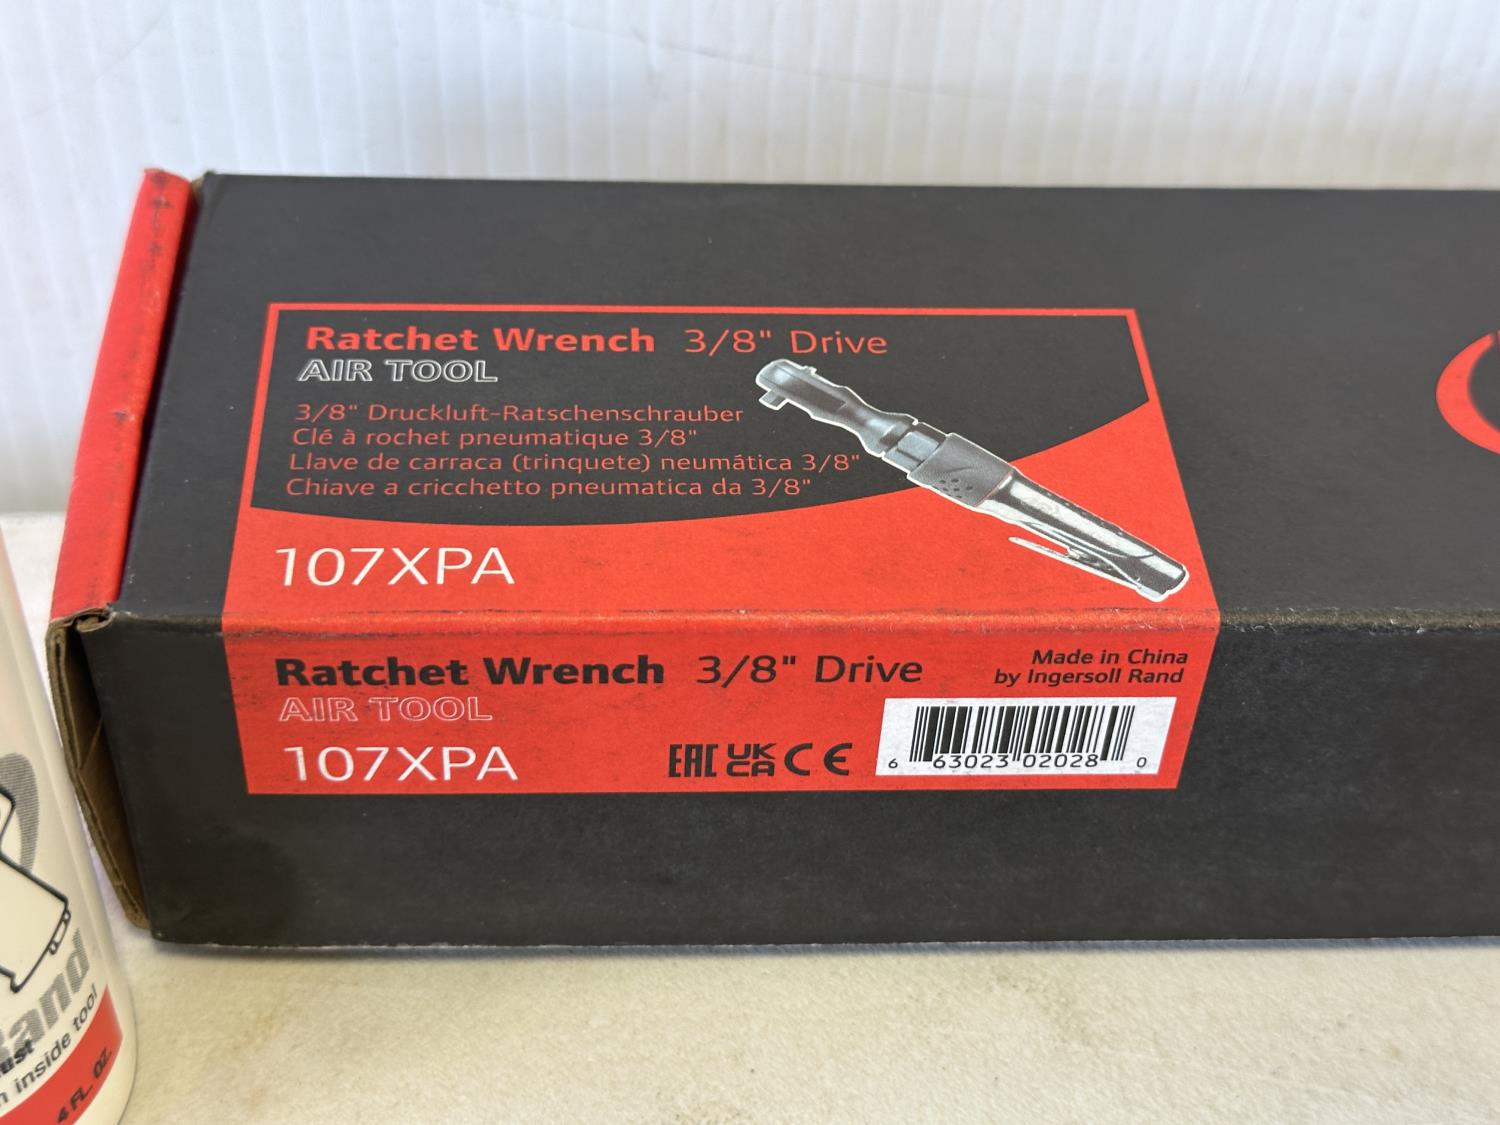 Ratchet Wrench 3/8" Drive
AIR TOOL
3/8" Druckluft-Ratschenschrauber
Clé à rochet pneumatique 3/8"
Llave de carraca (trinquete) neumática 3/8"
Chiave a cricchetto pneumatica da 3/8"
107XPA
Ratchet Wrench 3/8" Drive
AIR TOOL
107XPA
Made in China
by Ingersoll Rand
EAC UK CA CE
6 63023 02028 0
Rand
inside tool
4 FL. OZ.